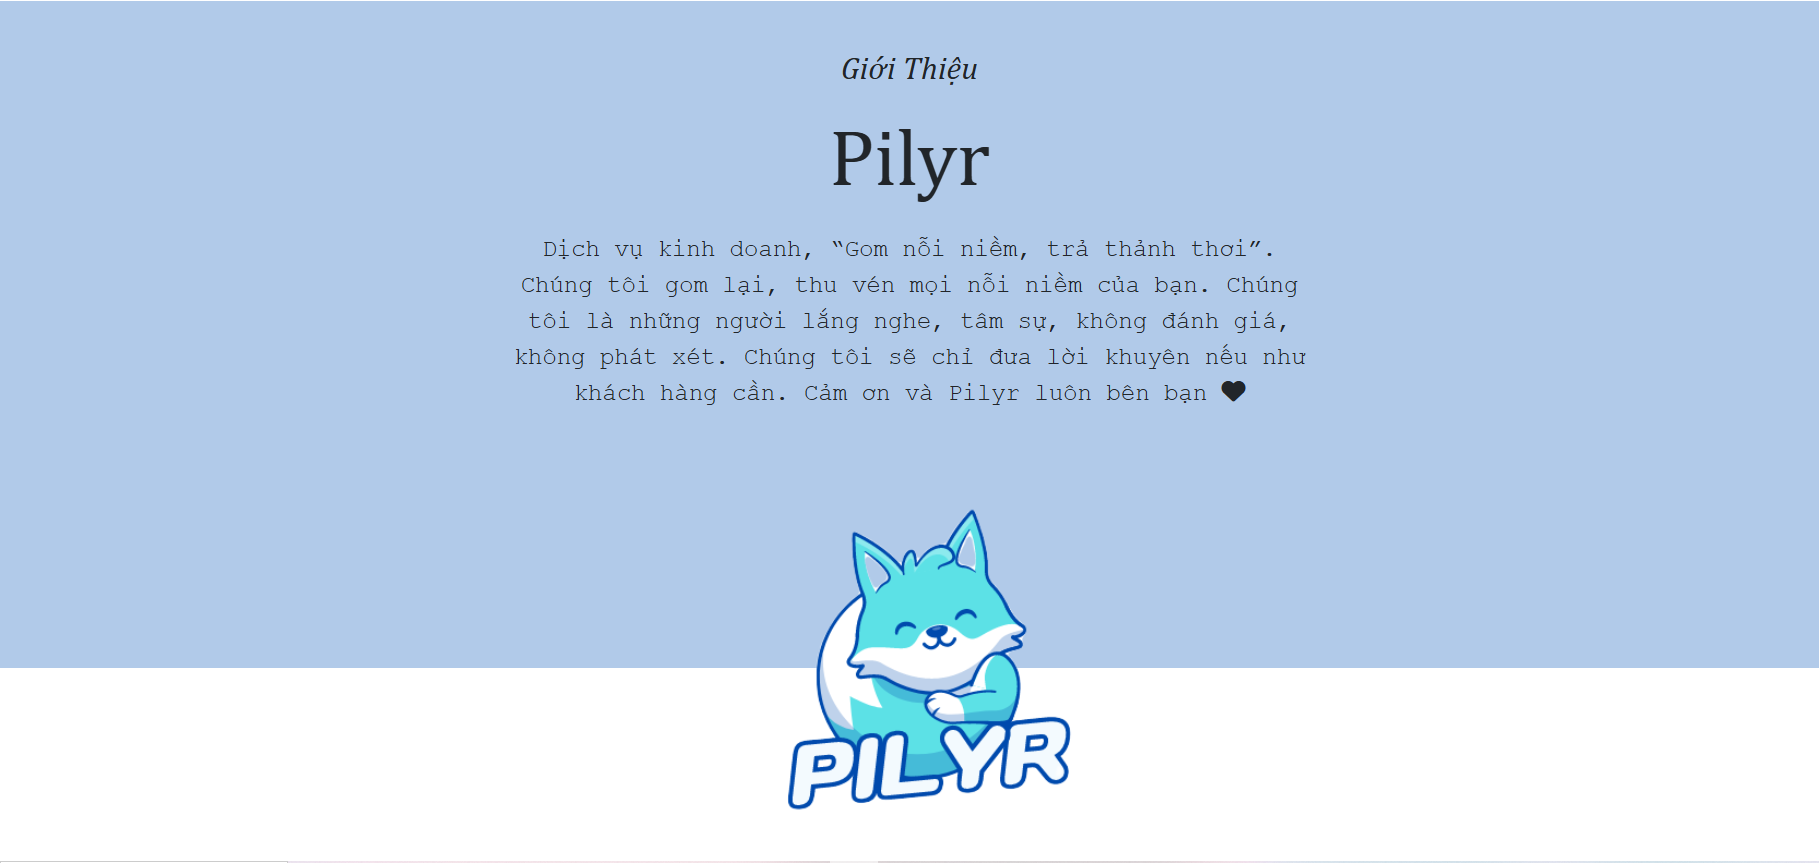 Giới Thiệu
Pilyr
Dịch vụ kinh doanh, “Gom nỗi niềm, trả thảnh thơi”.
Chúng tôi gom lại, thu vén mọi nỗi niềm của bạn. Chúng
tôi là những người lắng nghe, tâm sự, không đánh giá,
không phát xét. Chúng tôi sẽ chỉ đưa lời khuyên nếu như
khách hàng cần. Cảm ơn và Pilyr luôn bên bạn
PILYR